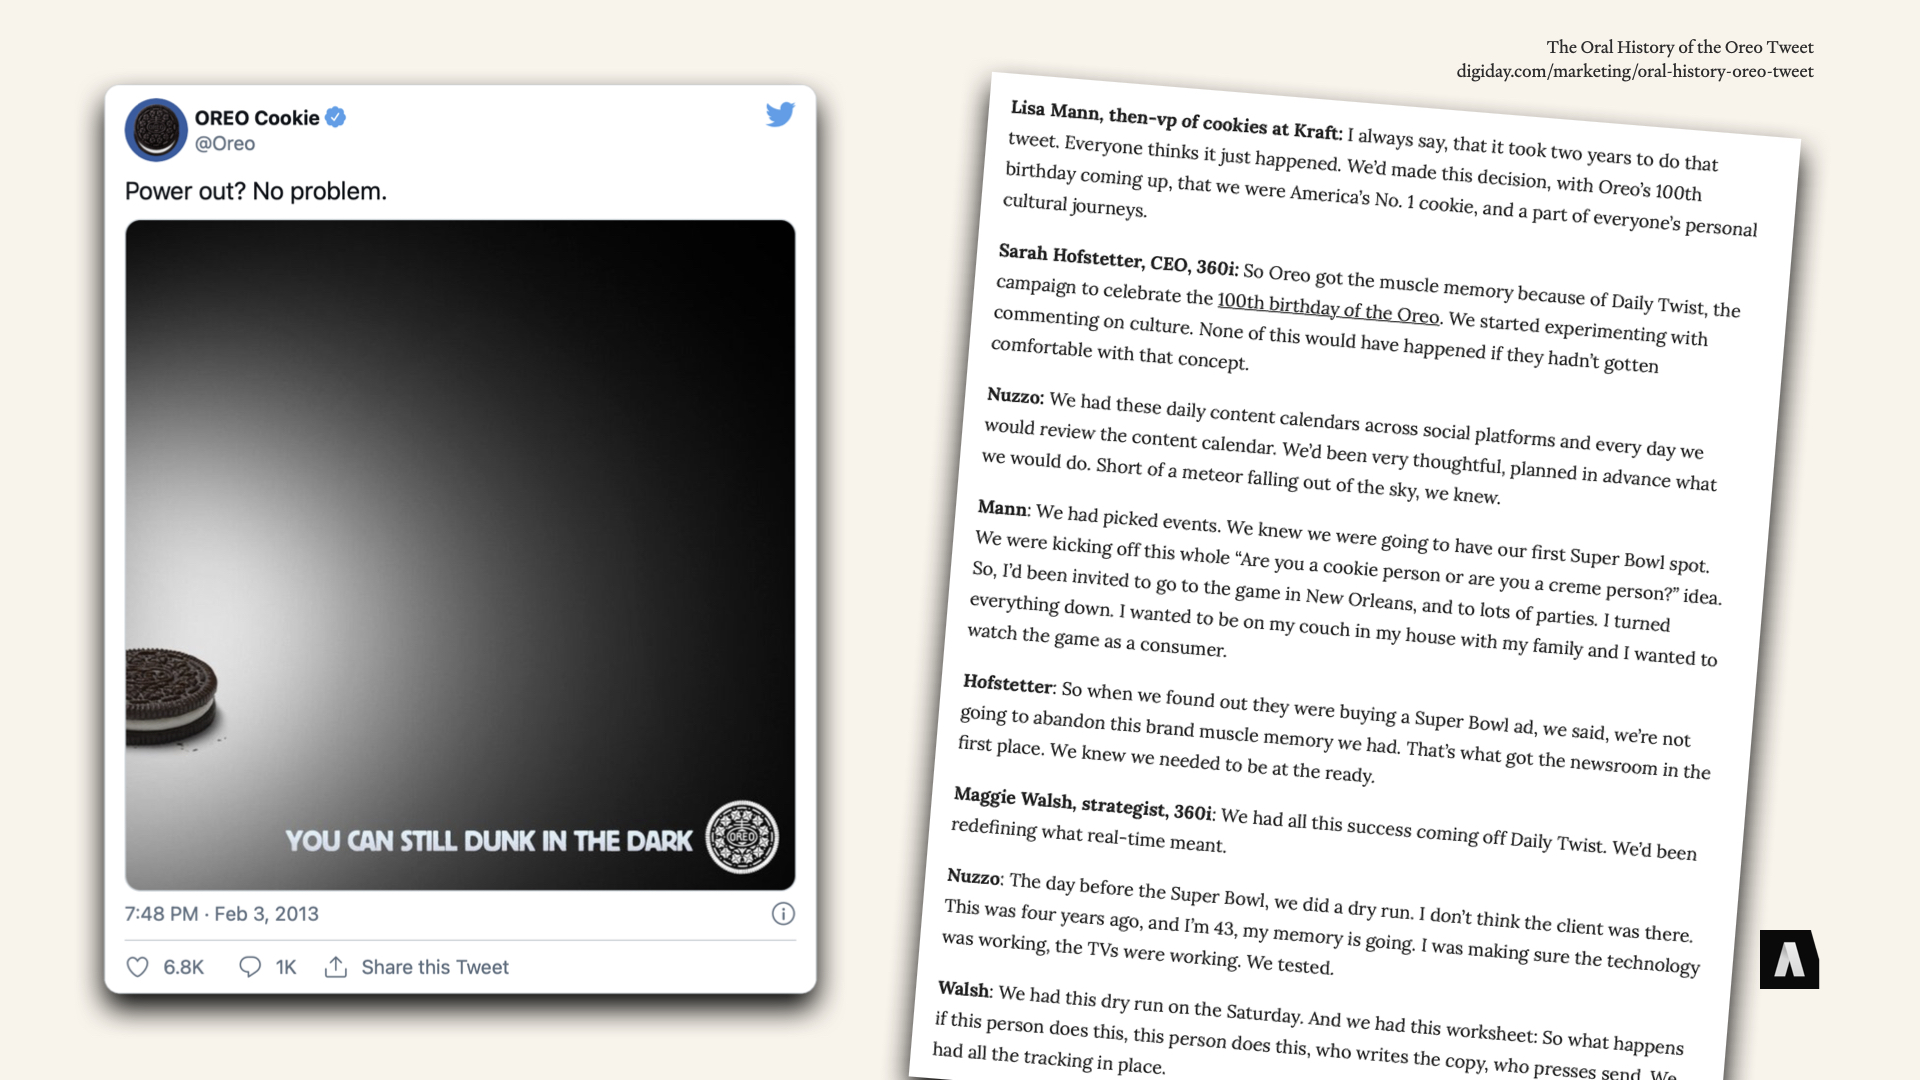 The Oral History of the Oreo Tweet
digiday.com/marketing/oral-history-oreo-tweet
OREO Cookie
@Oreo
Power out? No problem.
YOU CAN STILL DUNK IN THE DARK
OREO
7:48 PM · Feb 3, 2013
6.8K 1K Share this Tweet
Lisa Mann, then-vp of cookies at Kraft: I always say, that it took two years to do that
tweet. Everyone thinks it just happened. We’d made this decision, with Oreo’s 100th
birthday coming up, that we were America’s No. 1 cookie, and a part of everyone’s personal
cultural journeys.
Sarah Hofstetter, CEO, 360i: So Oreo got the muscle memory because of Daily Twist, the
campaign to celebrate the 100th birthday of the Oreo. We started experimenting with
commenting on culture. None of this would have happened if they hadn’t gotten
comfortable with that concept.
Nuzzo: We had these daily content calendars across social platforms and every day we
would review the content calendar. We’d been very thoughtful, planned in advance what
we would do. Short of a meteor falling out of the sky, we knew.
Mann: We had picked events. We knew we were going to have our first Super Bowl spot.
We were kicking off this whole “Are you a cookie person or are you a creme person?” idea.
So, I’d been invited to go to the game in New Orleans, and to lots of parties. I turned
everything down. I wanted to be on my couch in my house with my family and I wanted to
watch the game as a consumer.
Hofstetter: So when we found out they were buying a Super Bowl ad, we said, we’re not
going to abandon this brand muscle memory we had. That’s what got the newsroom in the
first place. We knew we needed to be at the ready.
Maggie Walsh, strategist, 360i: We had all this success coming off Daily Twist. We’d been
redefining what real-time meant.
Nuzzo: The day before the Super Bowl, we did a dry run. I don’t think the client was there.
This was four years ago, and I’m 43, my memory is going. I was making sure the technology
was working, the TVs were working. We tested.
Walsh: We had this dry run on the Saturday. And we had this worksheet: So what happens
if this person does this, this person does this, who writes the copy, who presses send. We
had all the tracking in place.